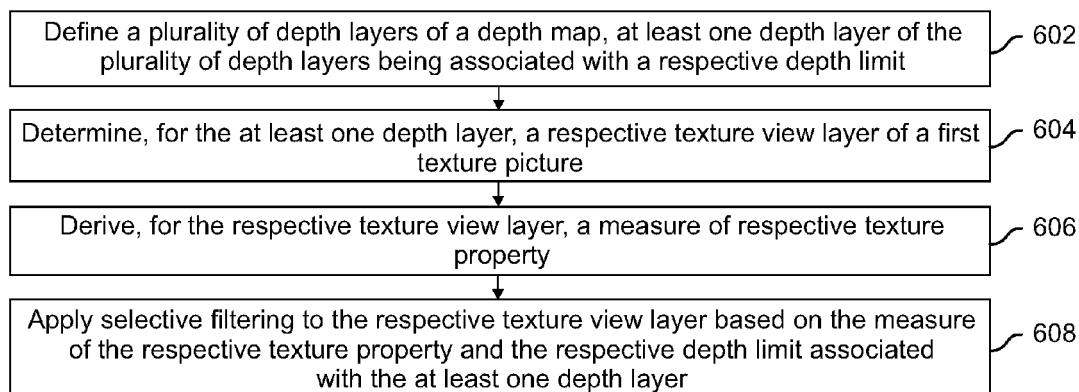 Define a plurality of depth layers of a depth map, at least one depth layer of the
plurality of depth layers being associated with a respective depth limit
602
Determine, for the at least one depth layer, a respective texture view layer of a first
texture picture
604
Derive, for the respective texture view layer, a measure of respective texture
property
606
Apply selective filtering to the respective texture view layer based on the measure
of the respective texture property and the respective depth limit associated
with the at least one depth layer
608